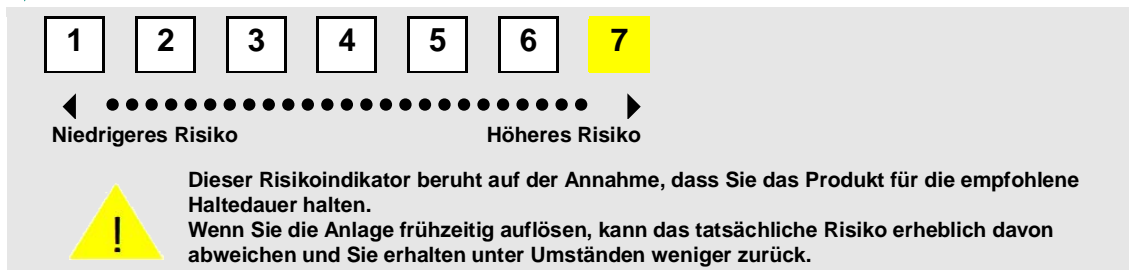 1 2 3 4 5 6 7
Niedrigeres Risiko Höheres Risiko
Dieser Risikoindikator beruht auf der Annahme, dass Sie das Produkt für die empfohlene
Haltedauer halten.
!
Wenn Sie die Anlage frühzeitig auflösen, kann das tatsächliche Risiko erheblich davon
abweichen und Sie erhalten unter Umständen weniger zurück.